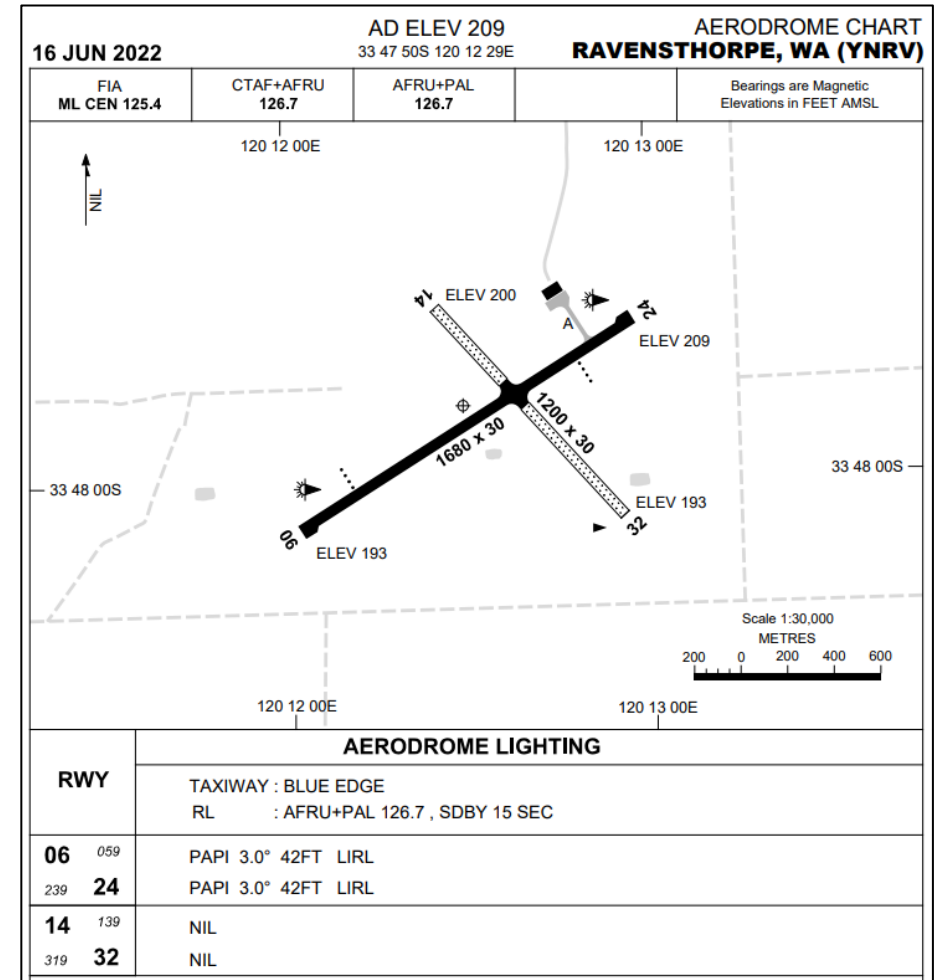 AD ELEV 209
AERODROME CHART
16 JUN 2022
33 47 50S 120 12 29E
RAVENSTHORPE, WA (YNRV)
FIA
ML CEN 125.4
CTAF+AFRU
126.7
AFRU+PAL
126.7
Bearings are Magnetic
Elevations in FEET AMSL
120 12 00E
120 13 00E
NIL
14
ELEV 200
24
A
ELEV 209
1680 x 30
1200 x 30
33 48 00S
33 48 00S
ELEV 193
32
06
ELEV 193
Scale 1:30,000
METRES
200 0 200 400 600
120 12 00E
120 13 00E
RWY
AERODROME LIGHTING
TAXIWAY : BLUE EDGE
RL : AFRU+PAL 126.7 , SDBY 15 SEC
06 059 PAPI 3.0° 42FT LIRL
239 24 PAPI 3.0° 42FT LIRL
14 139 NIL
319 32 NIL